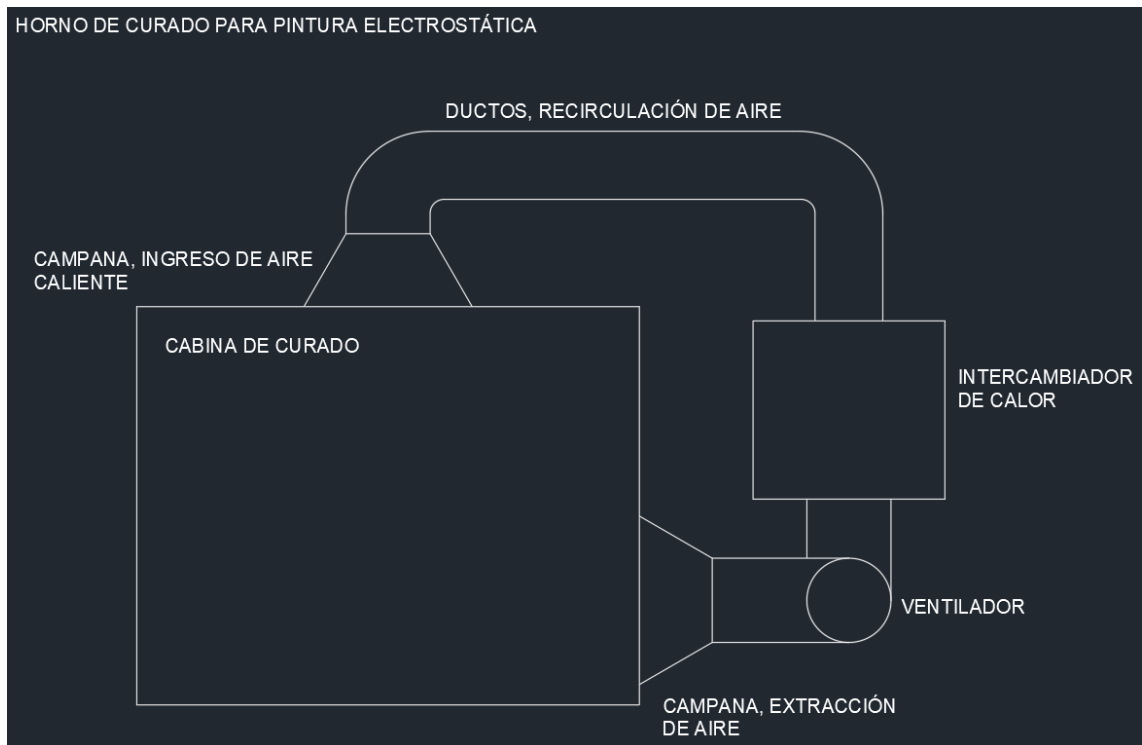 HORNO DE CURADO PARA PINTURA ELECTROSTÁTICA
DUCTOS, RECIRCULACIÓN DE AIRE
CAMPANA, INGRESO DE AIRE
CALIENTE
CABINA DE CURADO
INTERCAMBIADOR
DE CALOR
VENTILADOR
CAMPANA, EXTRACCIÓN
DE AIRE